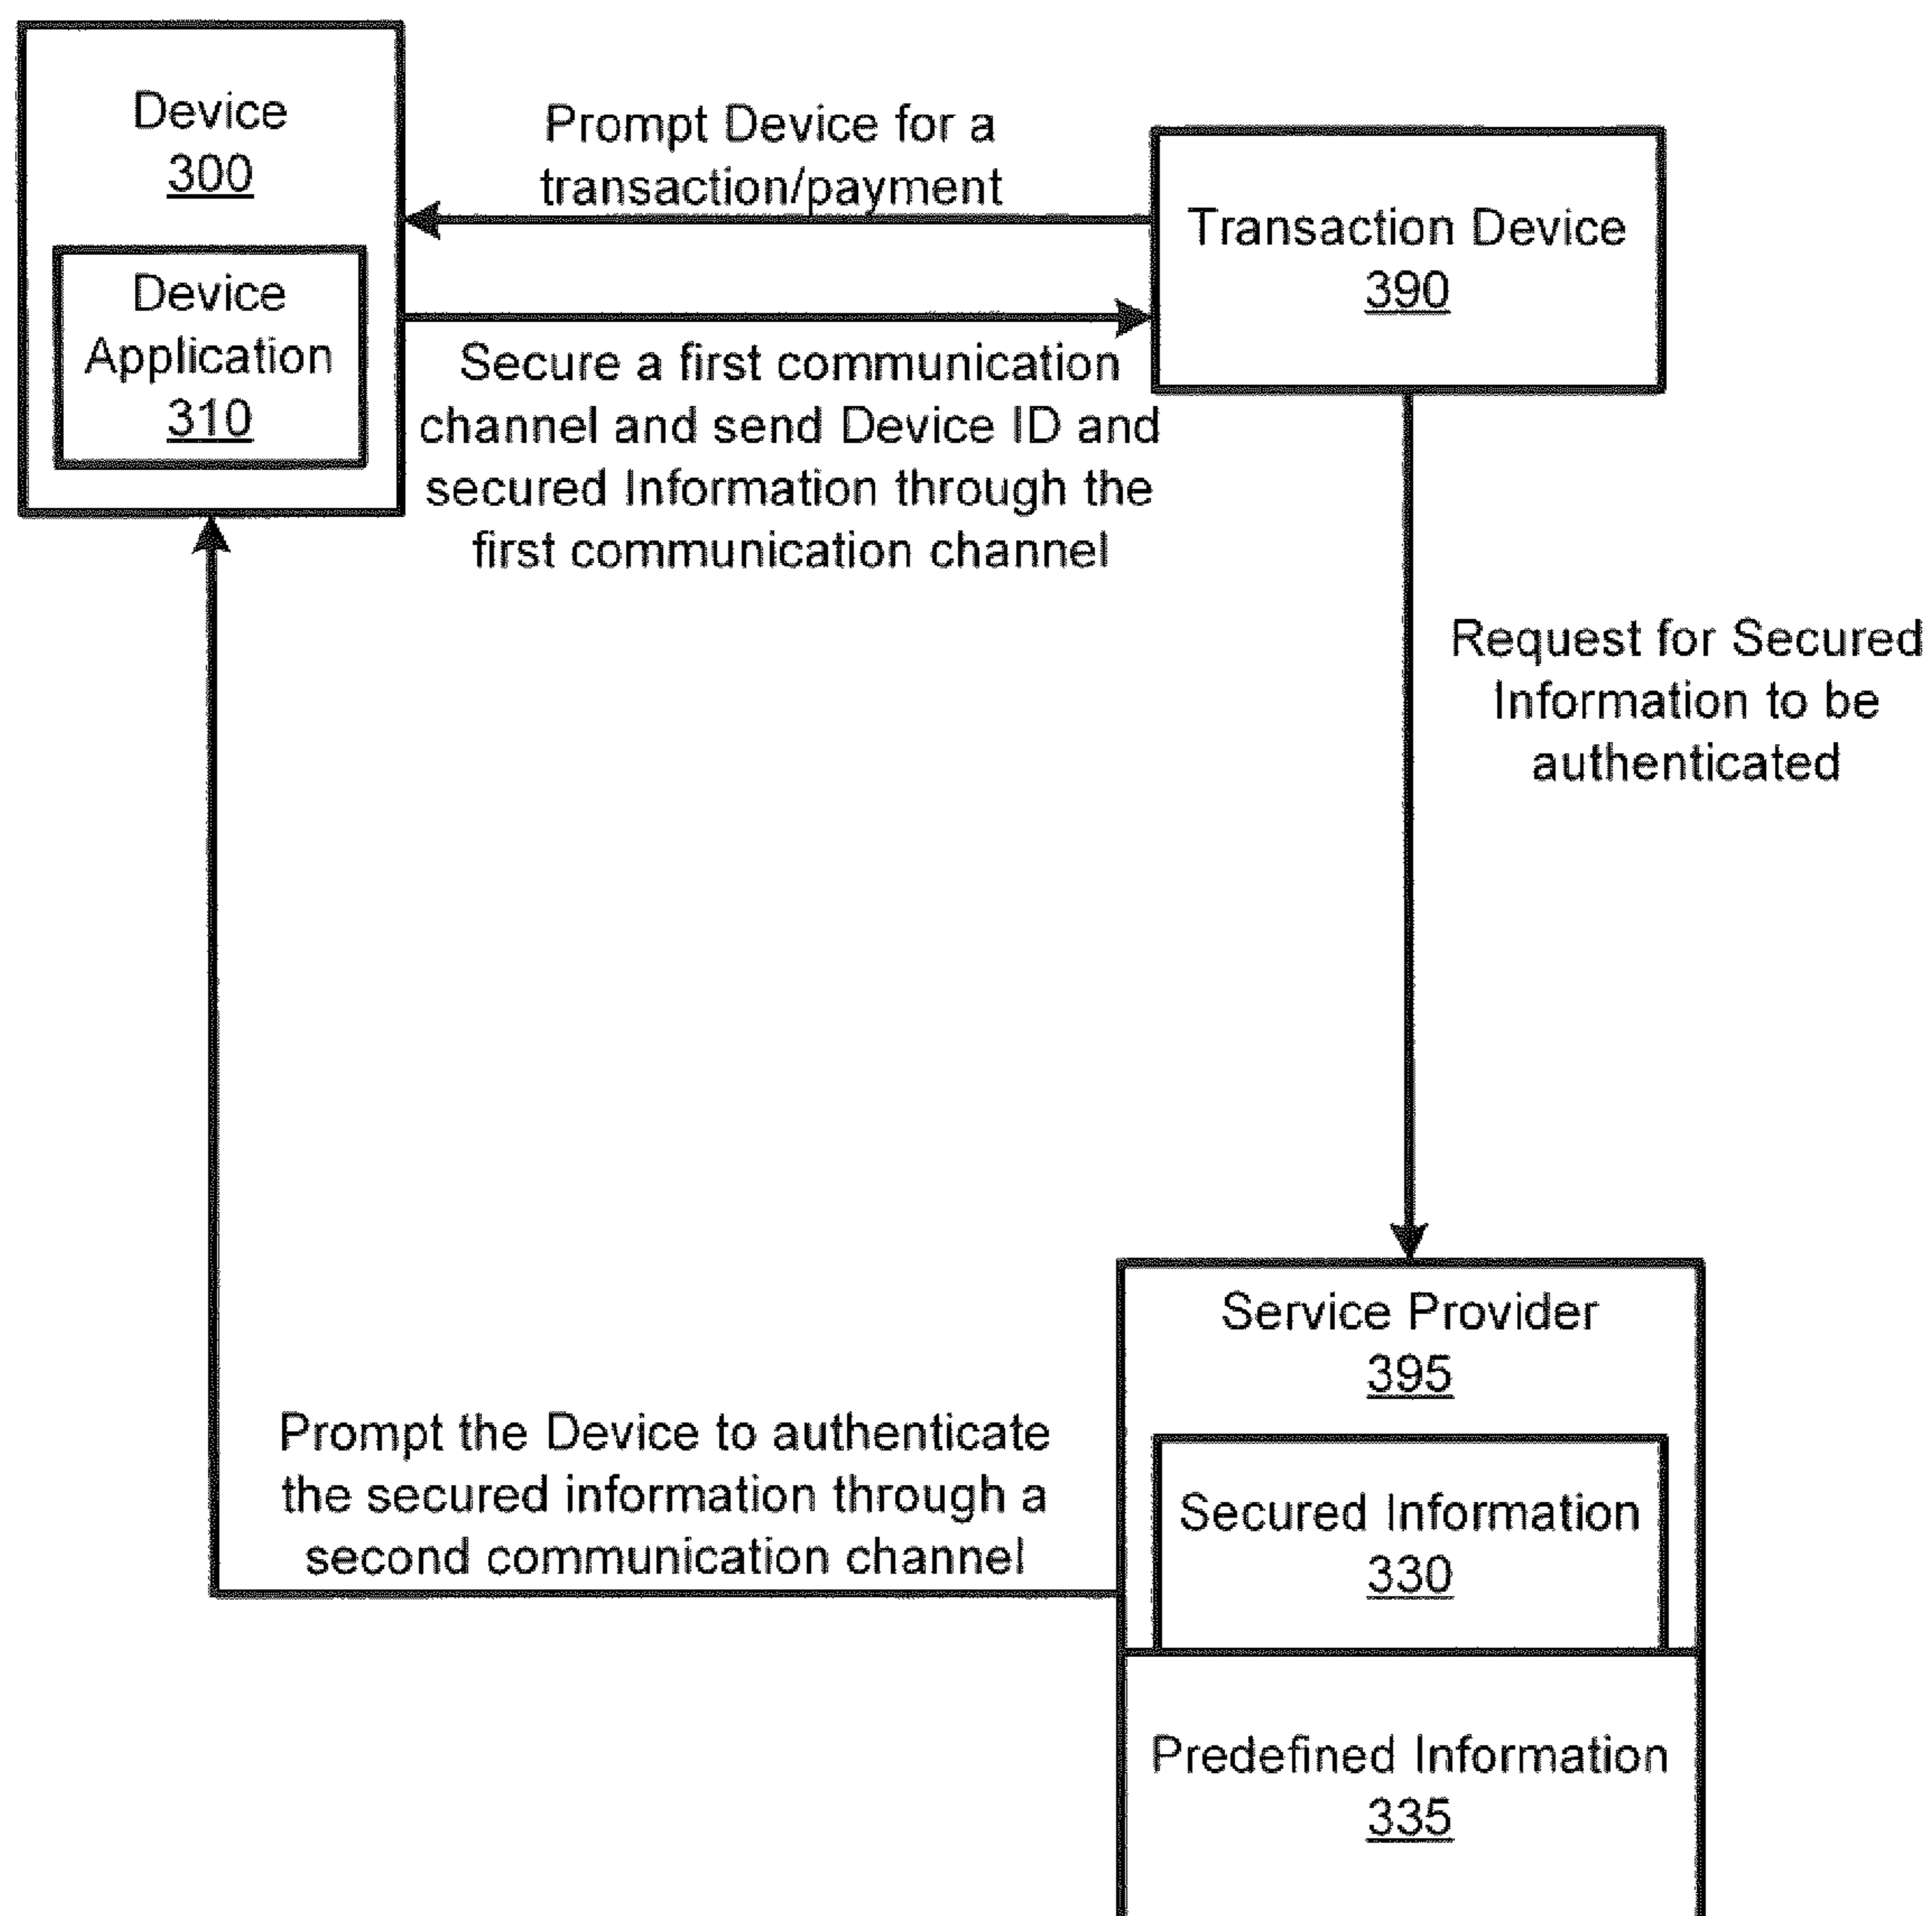 Device
300
Device
Application
310
Prompt Device for a
transaction/payment
Transaction Device
390
Secure a first communication
channel and send Device ID and
secured Information through the
first communication channel
Request for Secured
Information to be
authenticated
Service Provider
395
Prompt the Device to authenticate
the secured information through a
second communication channel
Secured Information
330
Predefined Information
335